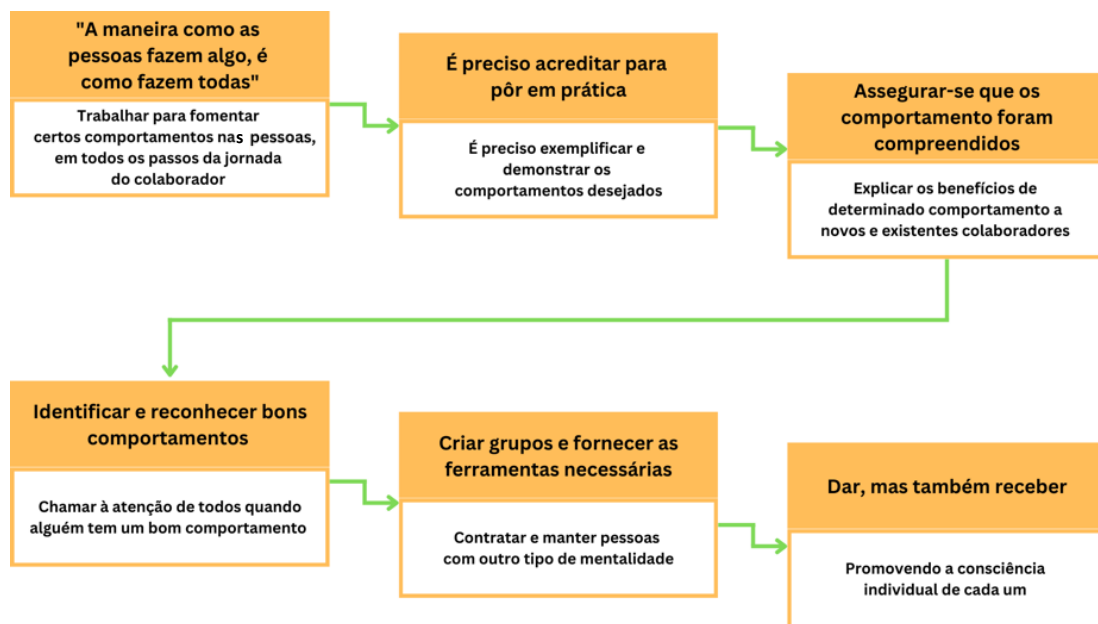 "A maneira como as
pessoas fazem algo, é
como fazem todas"
Trabalhar para fomentar
certos comportamentos nas pessoas,
em todos os passos da jornada
do colaborador
É preciso acreditar para
pôr em prática
É preciso exemplificar e
demonstrar os
comportamentos desejados
Assegurar-se que os
comportamento foram
compreendidos
Explicar os benefícios de
determinado comportamento a
novos e existentes colaboradores
Identificar e reconhecer bons
comportamentos
Chamar à atenção de todos quando
alguém tem um bom comportamento
Criar grupos e fornecer as
ferramentas necessárias
Contratar e manter pessoas
com outro tipo de mentalidade
Dar, mas também receber
Promovendo a consciência
individual de cada um